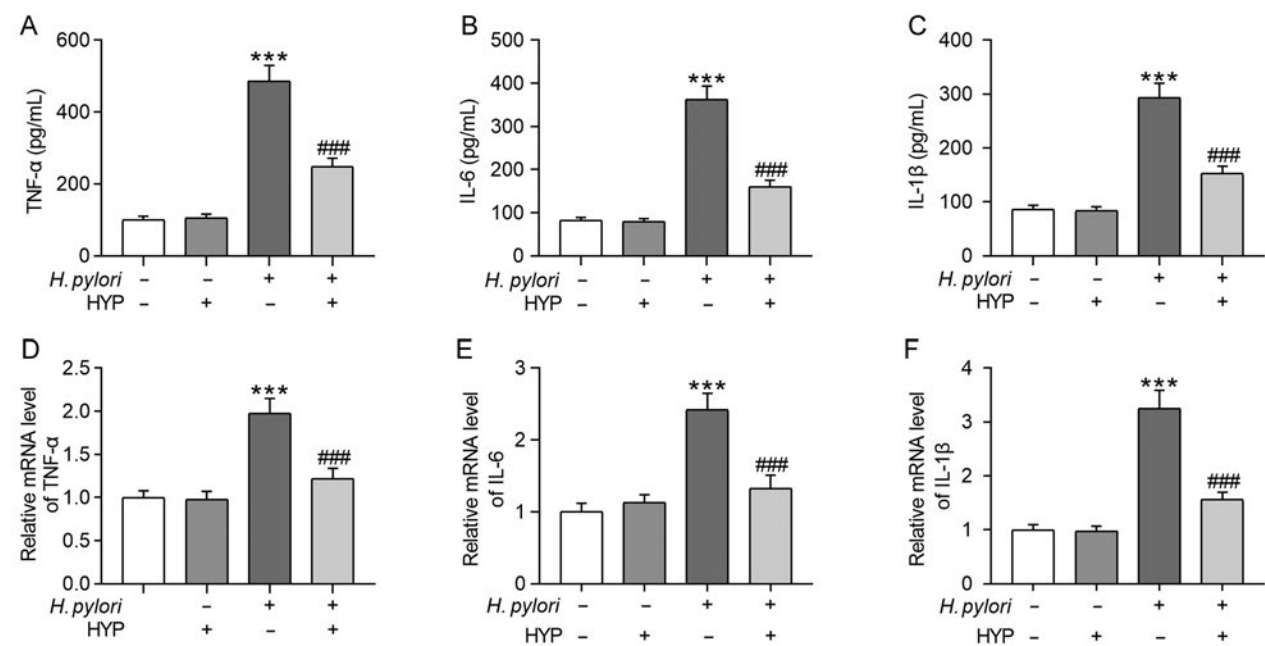 A
TNF-α (pg/mL)
600
400
200
0
***
###
H. pylori – – + +
HYP – + – +
B
IL-6 (pg/mL)
500
400
300
200
100
0
***
###
H. pylori – – + +
HYP – + – +
C
IL-1β (pg/mL)
400
300
200
100
0
***
###
H. pylori – – + +
HYP – + – +
D
Relative mRNA level
of TNF-α
2.5
2.0
1.5
1.0
0.5
0.0
***
###
H. pylori – – + +
HYP – + – +
E
Relative mRNA level
of IL-6
3
2
1
0
***
###
H. pylori – – + +
HYP – + – +
F
Relative mRNA level
of IL-1β
4
3
2
1
0
***
###
H. pylori – – + +
HYP – + – +